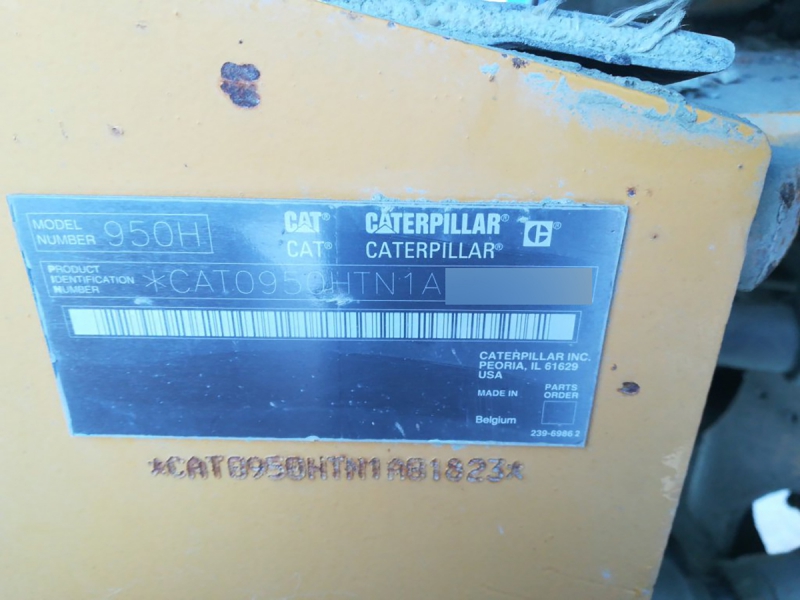 MODEL NUMBER 950H
CAT® CATERPILLAR® C®
CAT® CATERPILLAR®
PRODUCT IDENTIFICATION NUMBER *CAT0950HTN1A
CATERPILLAR INC.
PEORIA, IL 61629
USA
MADE IN PARTS ORDER
Belgium
239-6986 2
*CAT0950HTN1A01823*